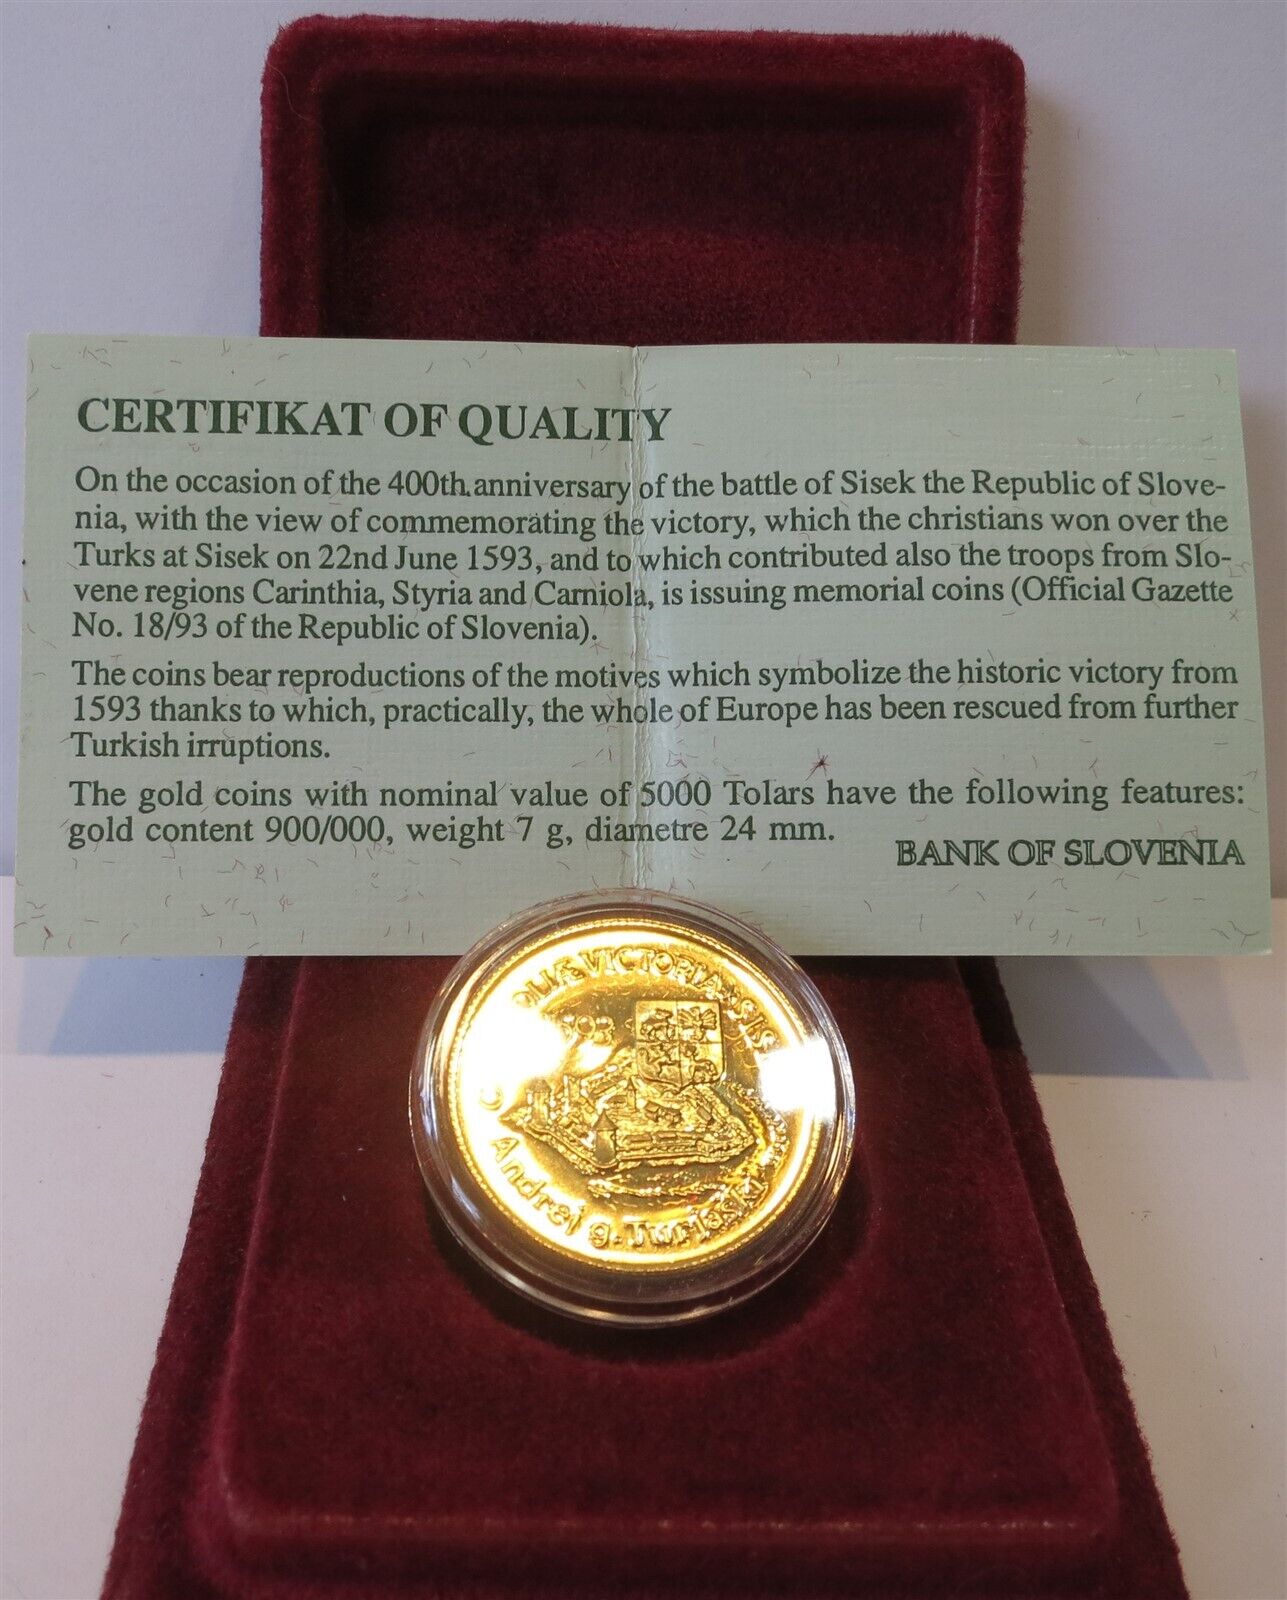 CERTIFIKAT OF QUALITY
On the occasion of the 400th anniversary of the battle of Sisek the Republic of Slove-
nia, with the view of commemorating the victory, which the christians won over the
Turks at Sisek on 22nd June 1593, and to which contributed also the troops from Slo-
vene regions Carinthia, Styria and Carniola, is issuing memorial coins (Official Gazette
No. 18/93 of the Republic of Slovenia).
The coins bear reproductions of the motives which symbolize the historic victory from
1593 thanks to which, practically, the whole of Europe has been rescued from further
Turkish irruptions.
The gold coins with nominal value of 5000 Tolars have the following features:
gold content 900/000, weight 7 g, diametre 24 mm.
BANK OF SLOVENIA
VICTORIA
Andrej g. Turjaški